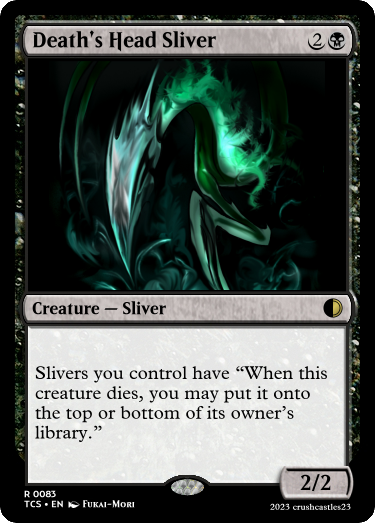 Death's Head Sliver 2
Creature — Sliver
Slivers you control have “When this
creature dies, you may put it onto
the top or bottom of its owner’s
library.”
2/2
R 0083
TCS • EN Fukai-Mori
2023 crushcastles23